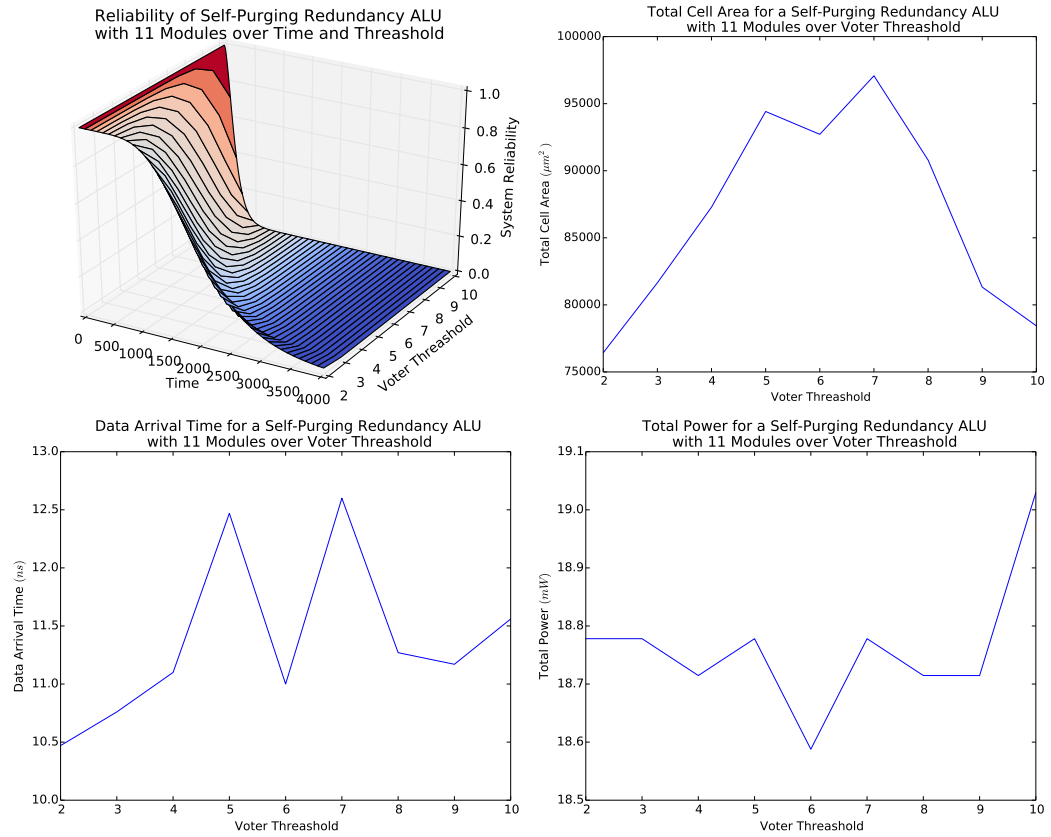 Reliability of Self-Purging Redundancy ALU
with 11 Modules over Time and Threashold
1.0
0.8
0.6
0.4
0.2
0.0
System Reliability
0
500
1000
1500
2000
2500
3000
3500
4000
Time
2
3
4
5
6
7
8
9
10
Voter Threashold
Total Cell Area for a Self-Purging Redundancy ALU
with 11 Modules over Voter Threashold
100000
95000
90000
85000
80000
75000
Total Cell Area (μm²)
2 3 4 5 6 7 8 9 10
Voter Threashold
Data Arrival Time for a Self-Purging Redundancy ALU
with 11 Modules over Voter Threashold
13.0
12.5
12.0
11.5
11.0
10.5
10.0
Data Arrival Time (ns)
2 3 4 5 6 7 8 9 10
Voter Threashold
Total Power for a Self-Purging Redundancy ALU
with 11 Modules over Voter Threashold
19.1
19.0
18.9
18.8
18.7
18.6
18.5
Total Power (mW)
2 3 4 5 6 7 8 9 10
Voter Threashold